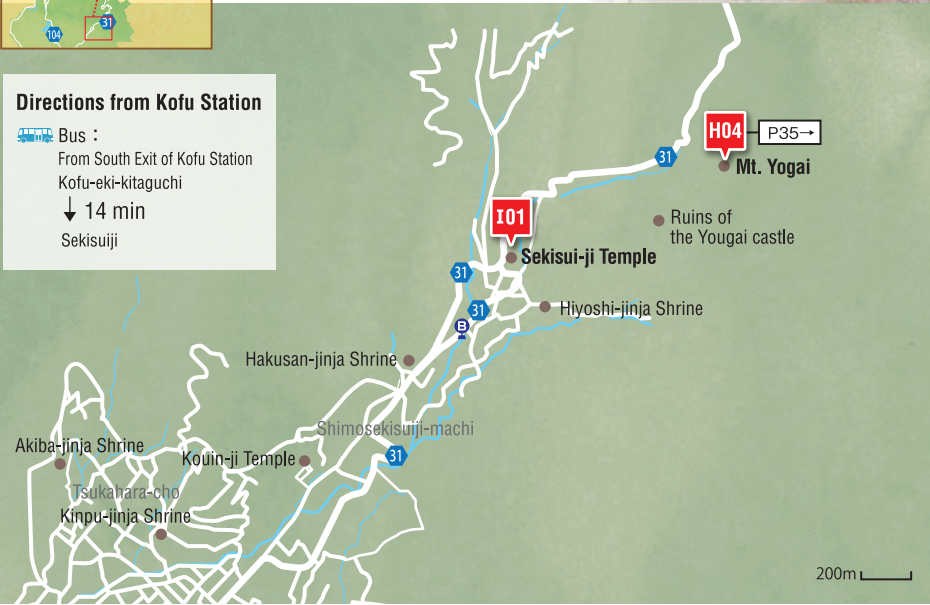 31
104
Directions from Kofu Station
Bus：
From South Exit of Kofu Station
Kofu-eki-kitaguchi
↓ 14 min
Sekisuiji
H04
P35→
Mt. Yogai
31
I01
Ruins of
the Yougai castle
Sekisui-ji Temple
31
31
Hiyoshi-jinja Shrine
B
Hakusan-jinja Shrine
Shimosekisuiji-machi
31
Akiba-jinja Shrine
Kouin-ji Temple
Tsukahara-cho
Kinpu-jinja Shrine
200m